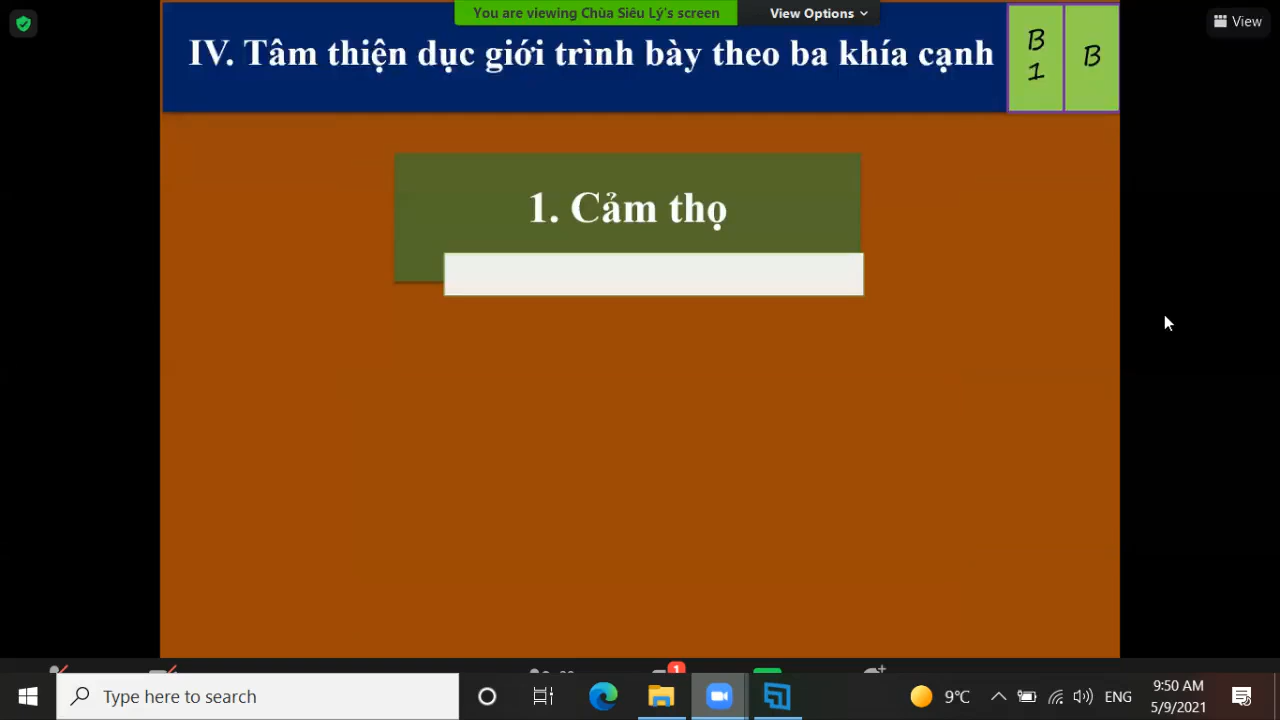 You are viewing Chùa Siêu Lý's screen
View Options
View
IV. Tâm thiện dục giới trình bày theo ba khía cạnh
B
1
B
1. Cảm thọ
1
Type here to search
9°C
ENG
9:50 AM
5/9/2021